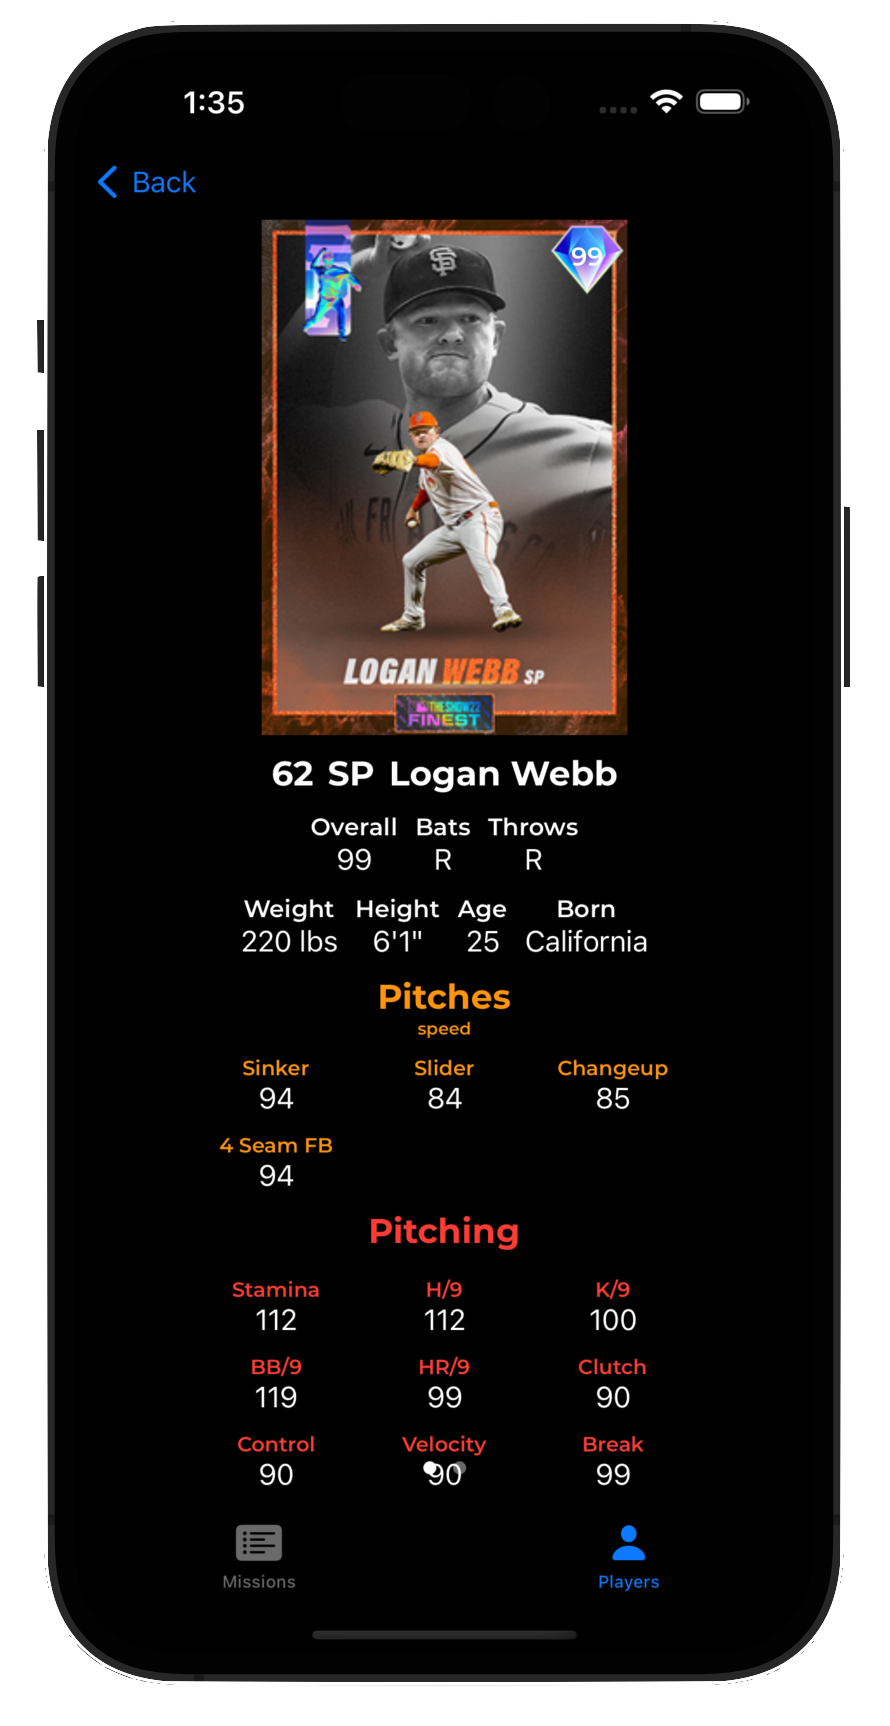 1:35
Back
99
LOGAN WEBB SP
THESHOW22
FINEST
62 SP Logan Webb
Overall Bats Throws
99 R R
Weight Height Age Born
220 lbs 6'1" 25 California
Pitches
speed
Sinker Slider Changeup
94 84 85
4 Seam FB
94
Pitching
Stamina H/9 K/9
112 112 100
BB/9 HR/9 Clutch
119 99 90
Control Velocity Break
90 90 99
Missions Players